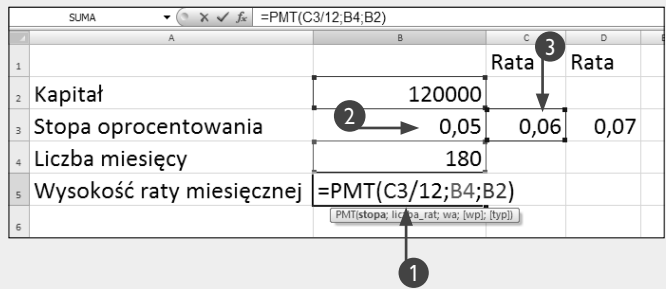 SUMA fx =PMT(C3/12;B4;B2)
A B C D E
3
1 Rata Rata
2 Kapitał 120000
2
3 Stopa oprocentowania 0,05 0,06 0,07
4 Liczba miesięcy 180
5 Wysokość raty miesięcznej =PMT(C3/12;B4;B2)
PMT(stopa; liczba_rat; wa; [wp]; [typ])
6
1